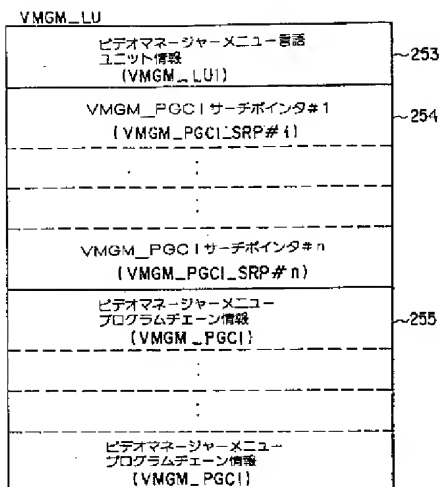 VMGM_LU
ビデオマネージャーメニュー言語
ユニット情報
(VMGM_LUI)
~253
VMGM_PGCIサーチポインタ#1
(VMGM_PGCI_SRP#1)
~254
VMGM_PGCIサーチポインタ#n
(VMGM_PGCI_SRP#n)
ビデオマネージャーメニュー
プログラムチェーン情報
(VMGM_PGCI)
~255
ビデオマネージャーメニュー
プログラムチェーン情報
(VMGM_PGCI)